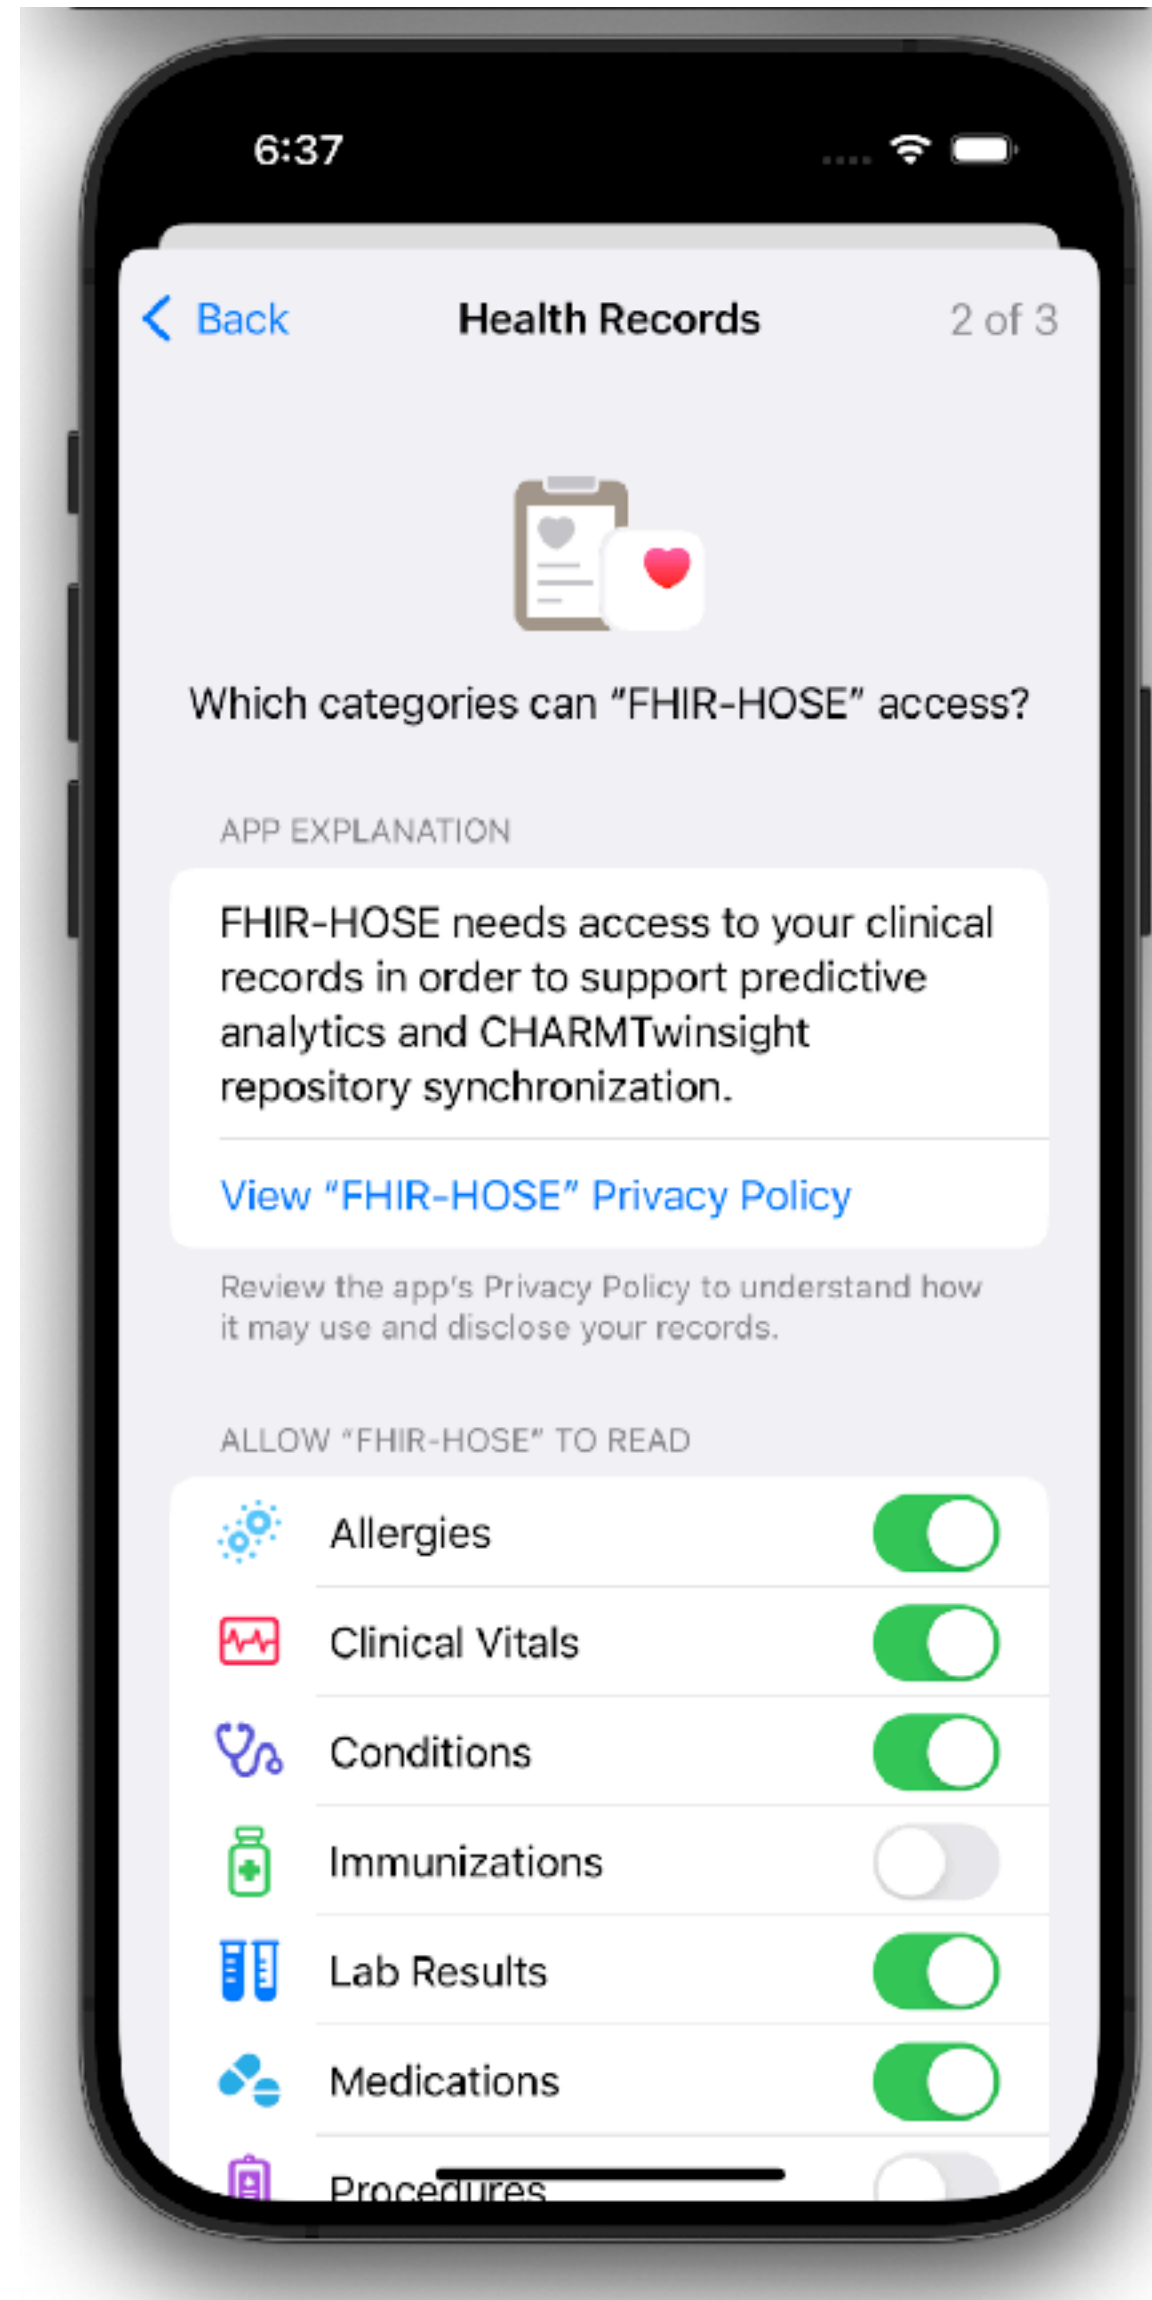 6:37
Back
Health Records
2 of 3
Which categories can “FHIR-HOSE” access?
APP EXPLANATION
FHIR-HOSE needs access to your clinical
records in order to support predictive
analytics and CHARMTwinsight
repository synchronization.
View “FHIR-HOSE” Privacy Policy
Review the app's Privacy Policy to understand how
it may use and disclose your records.
ALLOW “FHIR-HOSE” TO READ
Allergies
Clinical Vitals
Conditions
Immunizations
Lab Results
Medications
Procedures